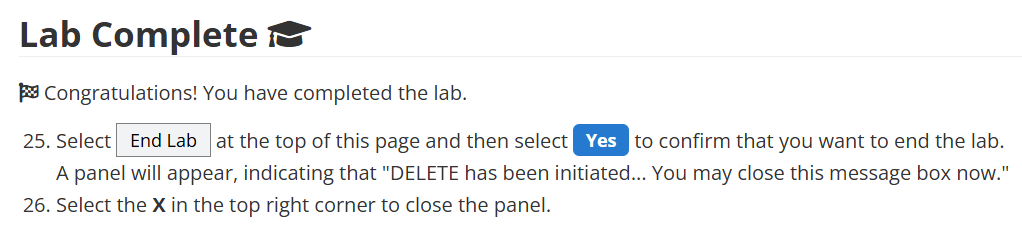 Lab Complete
Congratulations! You have completed the lab.
25. Select End Lab at the top of this page and then select Yes to confirm that you want to end the lab.
A panel will appear, indicating that "DELETE has been initiated... You may close this message box now."
26. Select the X in the top right corner to close the panel.